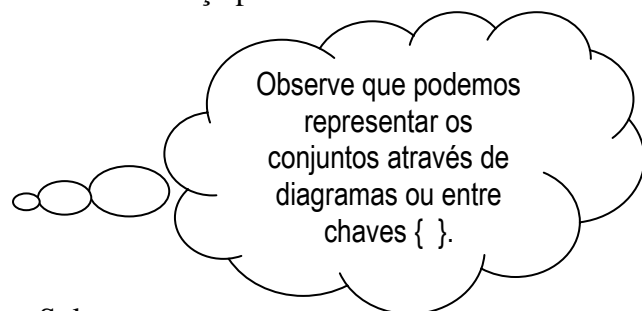 Observe que podemos
representar os
conjuntos através de
diagramas ou entre
chaves { }.